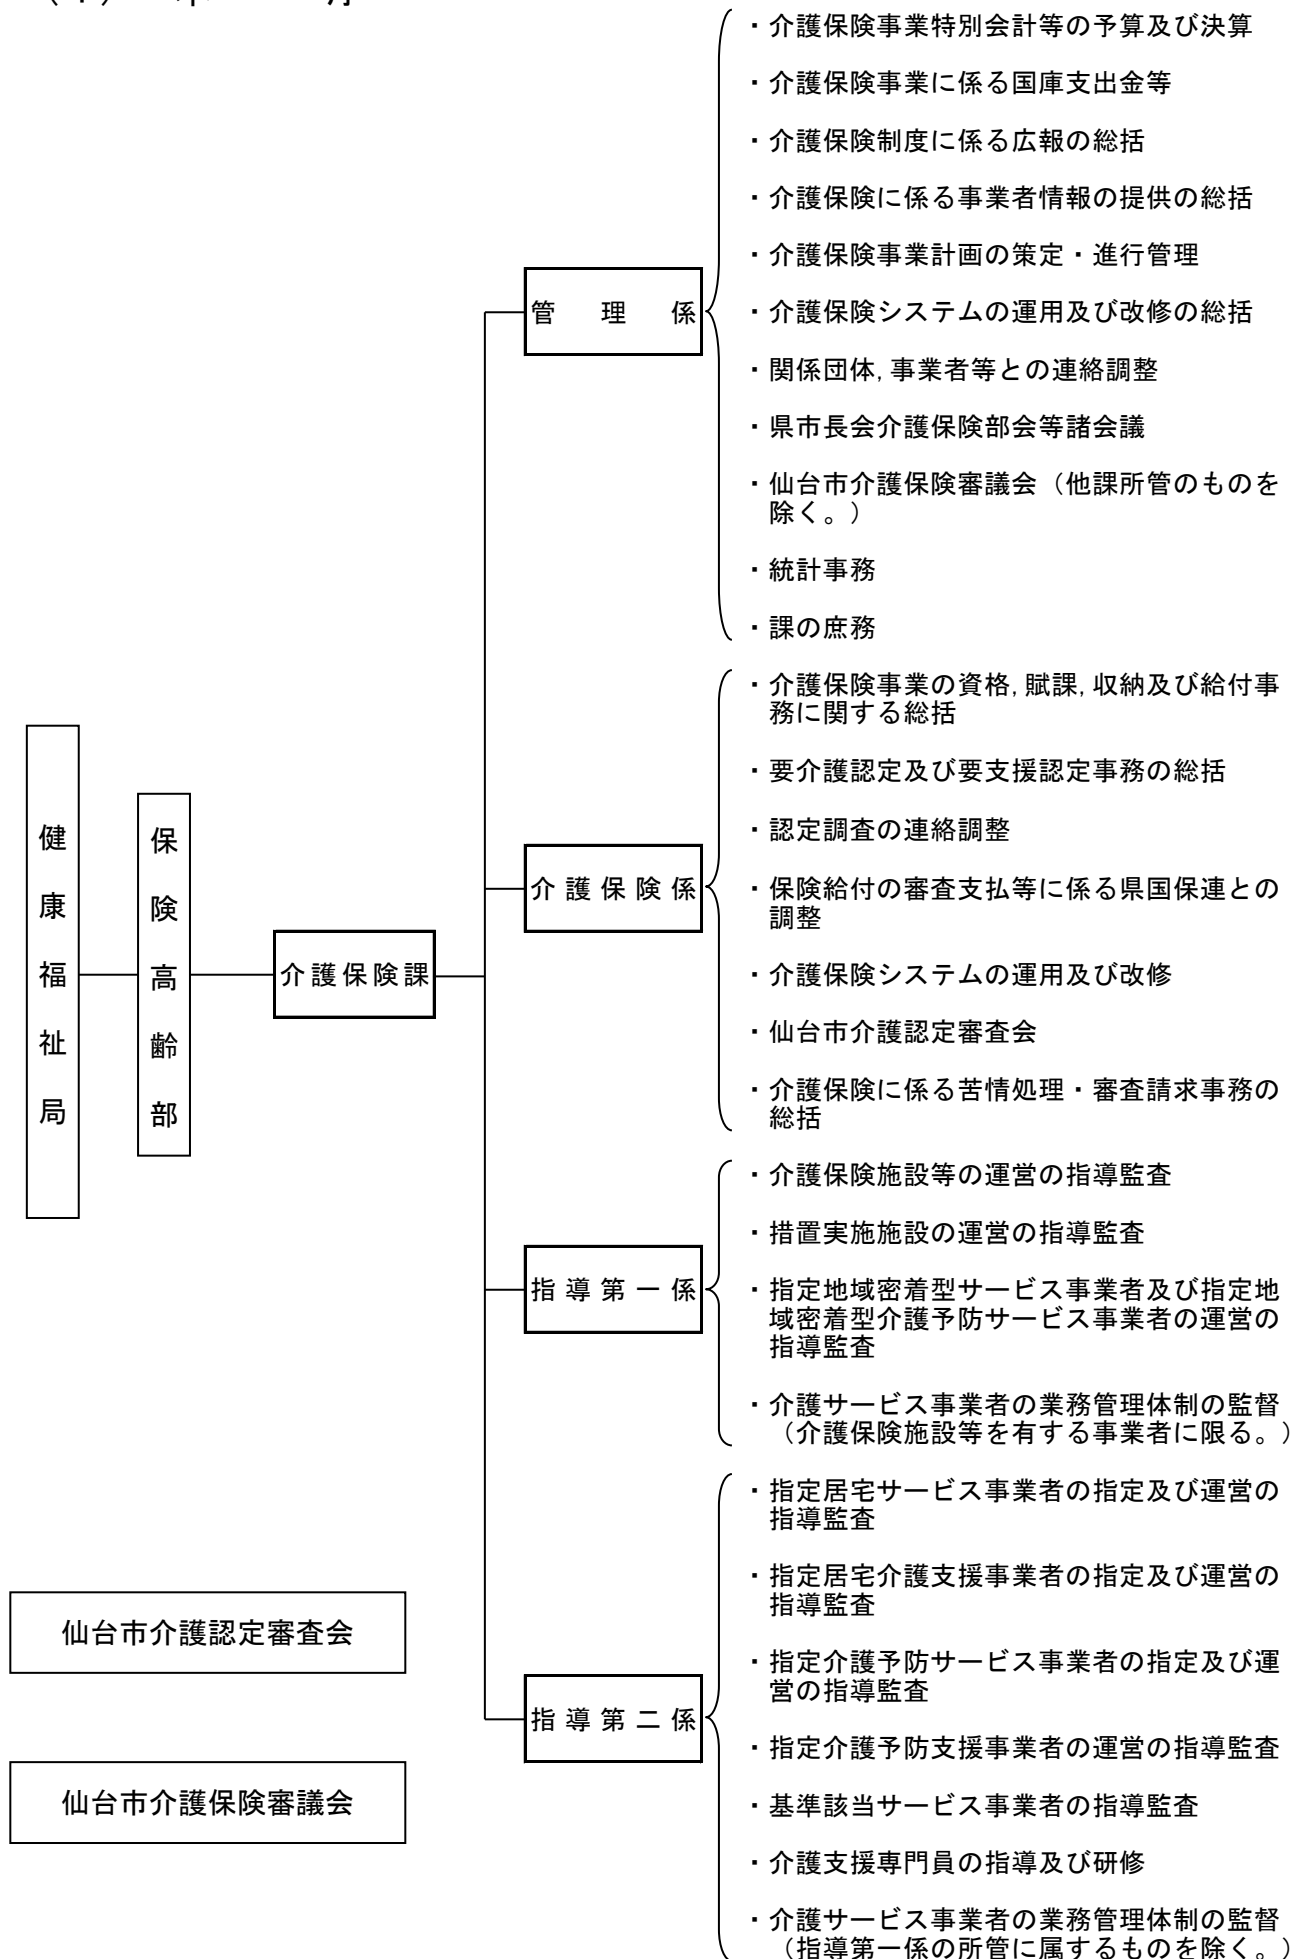 ・介護保険事業特別会計等の予算及び決算
・介護保険事業に係る国庫支出金等
・介護保険制度に係る広報の総括
・介護保険に係る事業者情報の提供の総括
・介護保険事業計画の策定・進行管理
管理係
・介護保険システムの運用及び改修の総括
・関係団体,事業者等との連絡調整
・県市長会介護保険部会等諸会議
・仙台市介護保険審議会（他課所管のものを
除く。）
・統計事務
・課の庶務
健康福祉局
保険高齢部
介護保険課
介護保険係
・介護保険事業の資格,賦課,収納及び給付事
務に関する総括
・要介護認定及び要支援認定事務の総括
・認定調査の連絡調整
・保険給付の審査支払等に係る県国保連との
調整
・介護保険システムの運用及び改修
・仙台市介護認定審査会
・介護保険に係る苦情処理・審査請求事務の
総括
指導第一係
・介護保険施設等の運営の指導監査
・措置実施施設の運営の指導監査
・指定地域密着型サービス事業者及び指定地
域密着型介護予防サービス事業者の運営の
指導監査
・介護サービス事業者の業務管理体制の監督
（介護保険施設等を有する事業者に限る。）
指導第二係
・指定居宅サービス事業者の指定及び運営の
指導監査
・指定居宅介護支援事業者の指定及び運営の
指導監査
・指定介護予防サービス事業者の指定及び運
営の指導監査
・指定介護予防支援事業者の運営の指導監査
・基準該当サービス事業者の指導監査
・介護支援専門員の指導及び研修
・介護サービス事業者の業務管理体制の監督
（指導第一係の所管に属するものを除く。）
仙台市介護認定審査会
仙台市介護保険審議会